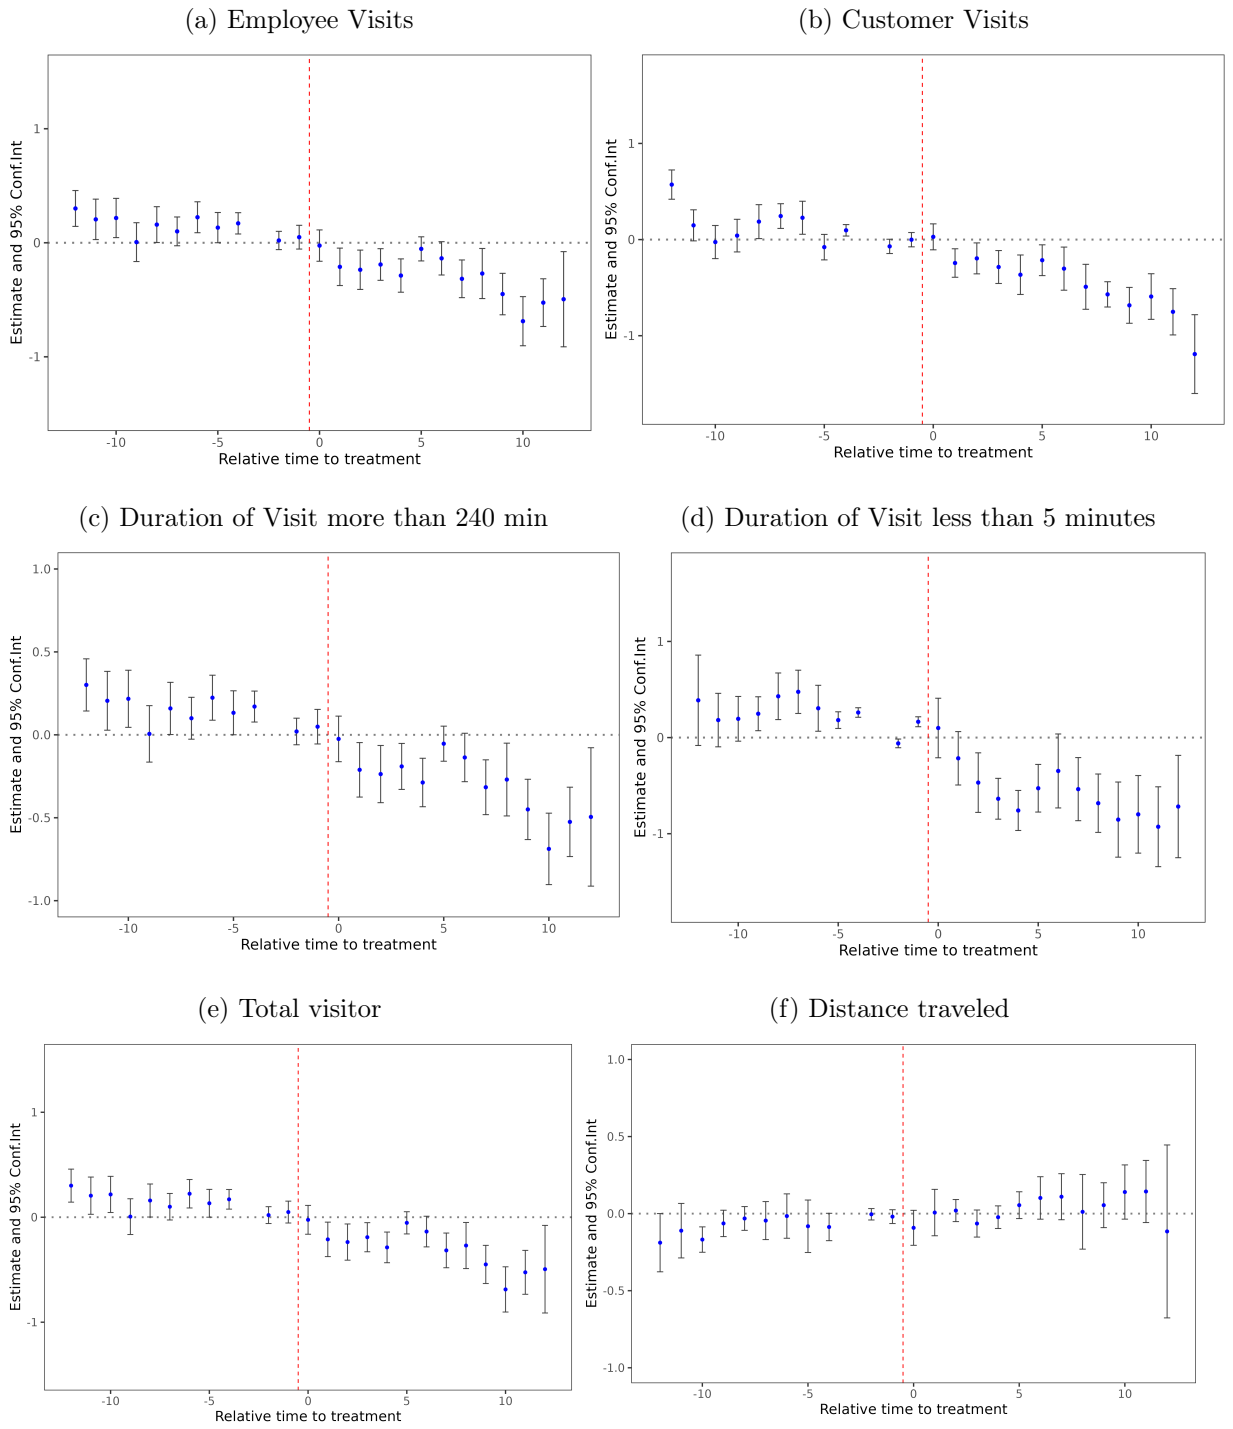 (a) Employee Visits
(b) Customer Visits
Estimate and 95% Conf.Int
1
0
-1
-10 -5 0 5 10
Relative time to treatment
Estimate and 95% Conf.Int
1
0
-1
-10 -5 0 5 10
Relative time to treatment
(c) Duration of Visit more than 240 min
(d) Duration of Visit less than 5 minutes
Estimate and 95% Conf.Int
1.0
0.5
0.0
-0.5
-1.0
-10 -5 0 5 10
Relative time to treatment
Estimate and 95% Conf.Int
1
0
-1
-10 -5 0 5 10
Relative time to treatment
(e) Total visitor
(f) Distance traveled
Estimate and 95% Conf.Int
1
0
-1
-10 -5 0 5 10
Relative time to treatment
Estimate and 95% Conf.Int
1.0
0.5
0.0
-0.5
-1.0
-10 -5 0 5 10
Relative time to treatment